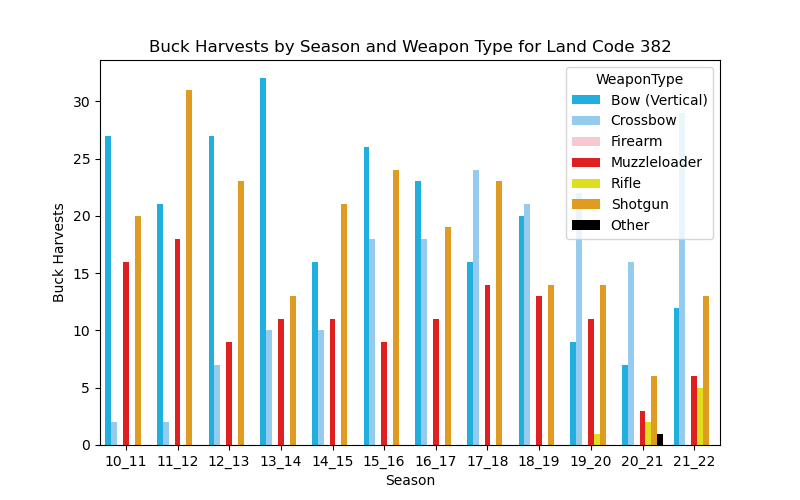 Buck Harvests by Season and Weapon Type for Land Code 382
WeaponType
Bow (Vertical)
Crossbow
Firearm
Muzzleloader
Rifle
Shotgun
Other
Buck Harvests
30
25
20
15
10
5
0
10_11 11_12 12_13 13_14 14_15 15_16 16_17 17_18 18_19 19_20 20_21 21_22
Season